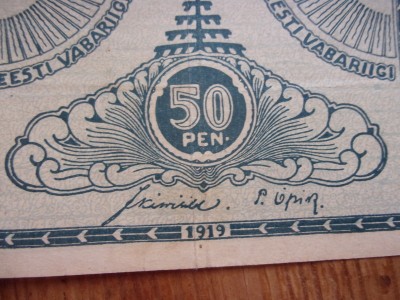 EESTI VABARIIGI
EESTI VABARIIGI
50
PEN.
1919